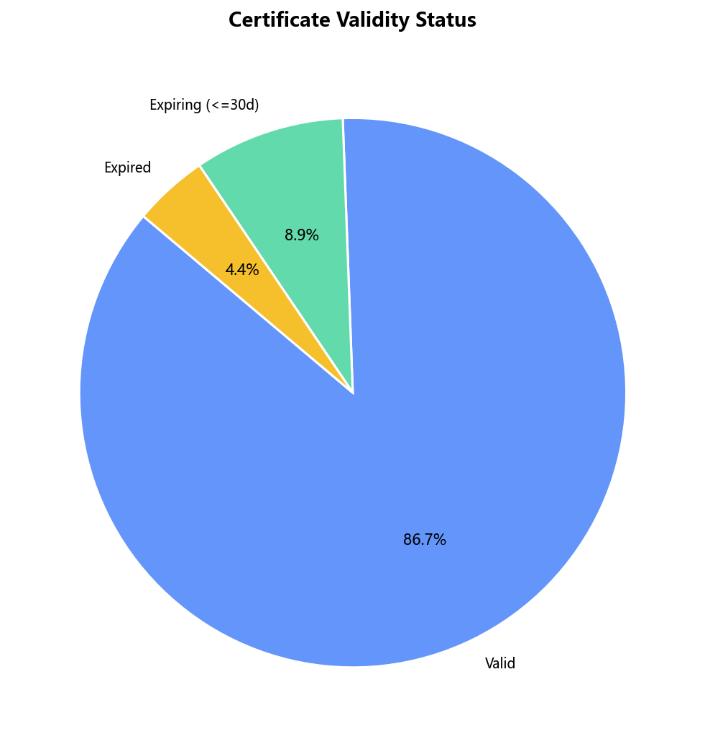 Certificate Validity Status
Expiring (<=30d)
Expired
8.9%
4.4%
86.7%
Valid